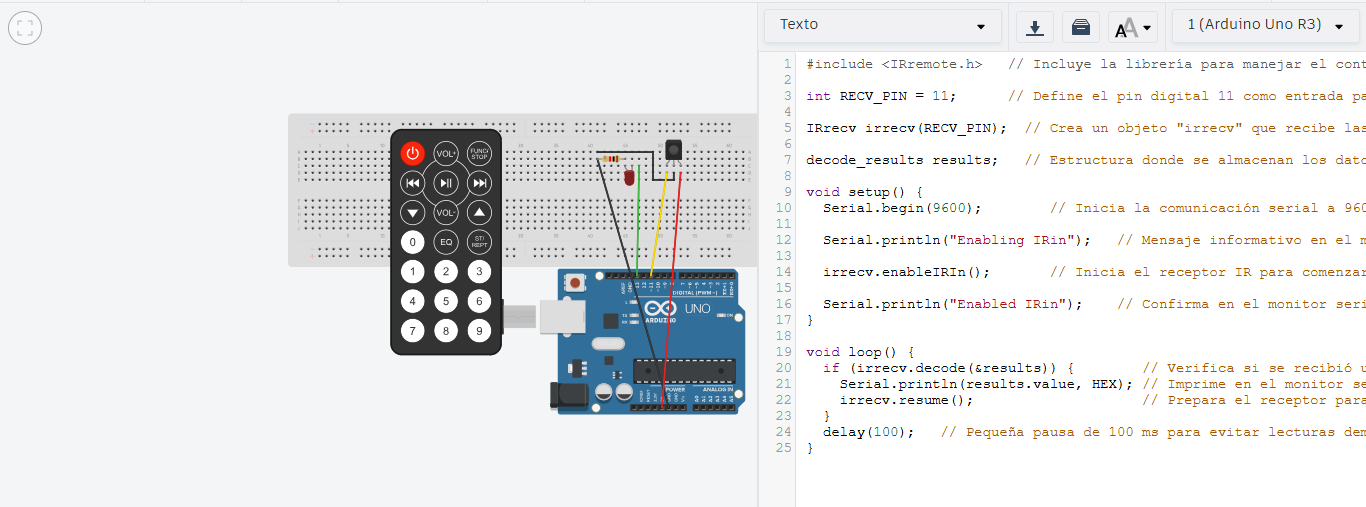 Texto
1 (Arduino Uno R3)
1 #include <IRremote.h> // Incluye la librería para manejar el cont
2
3 int RECV_PIN = 11; // Define el pin digital 11 como entrada pa
4
5 IRrecv irrecv(RECV_PIN); // Crea un objeto "irrecv" que recibe las
6
7 decode_results results; // Estructura donde se almacenan los dato
8
9 void setup() {
10 Serial.begin(9600); // Inicia la comunicación serial a 960
11
12 Serial.println("Enabling IRin"); // Mensaje informativo en el m
13
14 irrecv.enableIRIn(); // Inicia el receptor IR para comenzar
15
16 Serial.println("Enabled IRin"); // Confirma en el monitor seri
17 }
18
19 void loop() {
20 if (irrecv.decode(&results)) { // Verifica si se recibió u
21 Serial.println(results.value, HEX); // Imprime en el monitor se
22 irrecv.resume(); // Prepara el receptor para
23 }
24 delay(100); // Pequeña pausa de 100 ms para evitar lecturas dem
25 }
VOL+
FUNC/
STOP
VOL-
0 EQ ST/
REPT
1 2 3
4 5 6
7 8 9
DIGITAL (PWM~)
UNO
ARDUINO
POWER
ANALOG IN